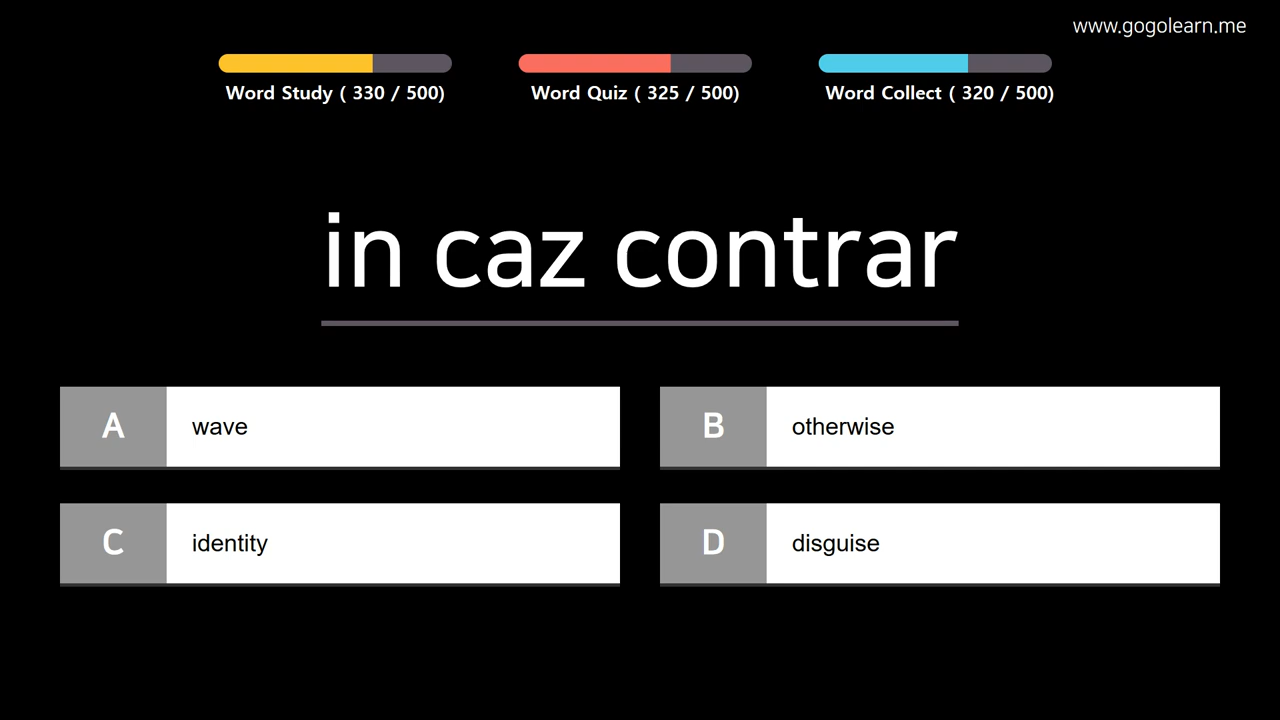 www.gogolearn.me
Word Study ( 330 / 500)
Word Quiz ( 325 / 500)
Word Collect ( 320 / 500)
in caz contrar
A
wave
B
otherwise
C
identity
D
disguise